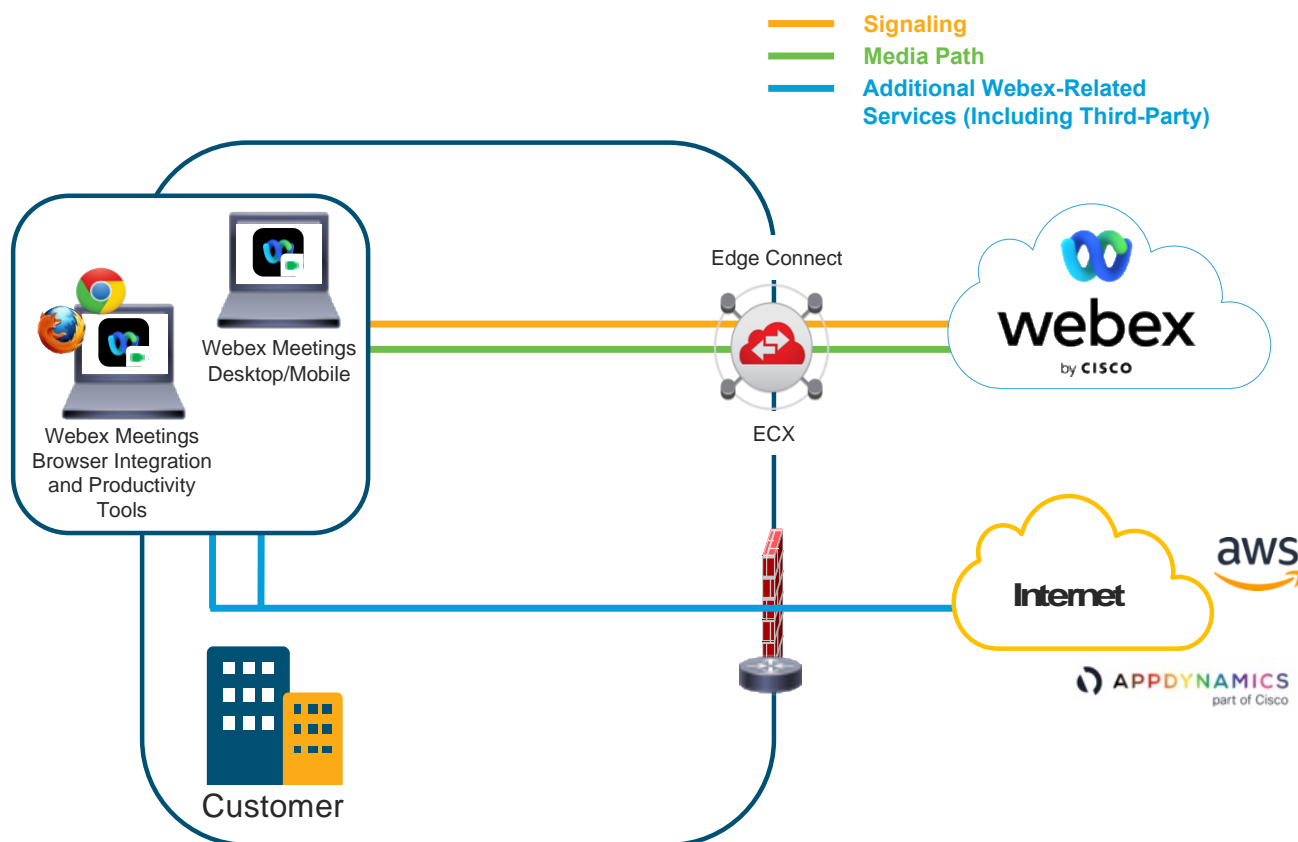 Signaling
Media Path
Additional Webex-Related
Services (Including Third-Party)
Edge Connect
webex
by CISCO
Webex Meetings
Desktop/Mobile
ECX
Webex Meetings
Browser Integration
and Productivity
Tools
Internet
aws
APPDYNAMICS
part of Cisco
Customer